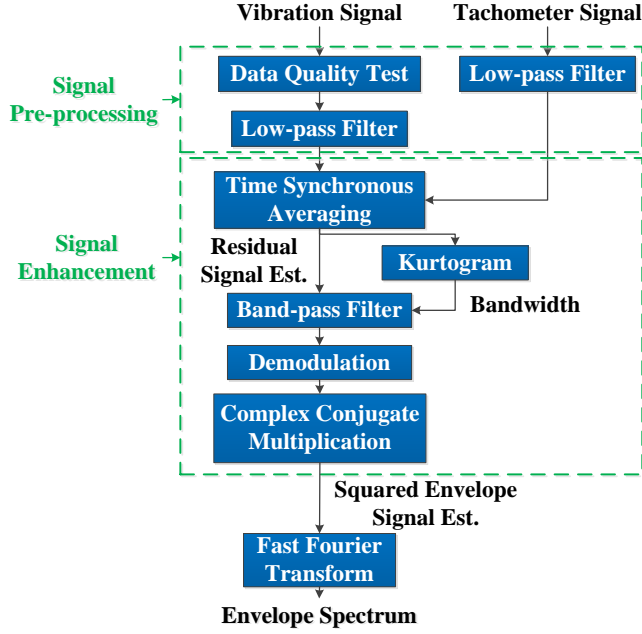 Vibration Signal
Tachometer Signal
Signal
Pre-processing
Data Quality Test
Low-pass Filter
Low-pass Filter
Signal
Enhancement
Time Synchronous
Averaging
Residual
Signal Est.
Kurtogram
Bandwidth
Band-pass Filter
Demodulation
Complex Conjugate
Multiplication
Squared Envelope
Signal Est.
Fast Fourier
Transform
Envelope Spectrum